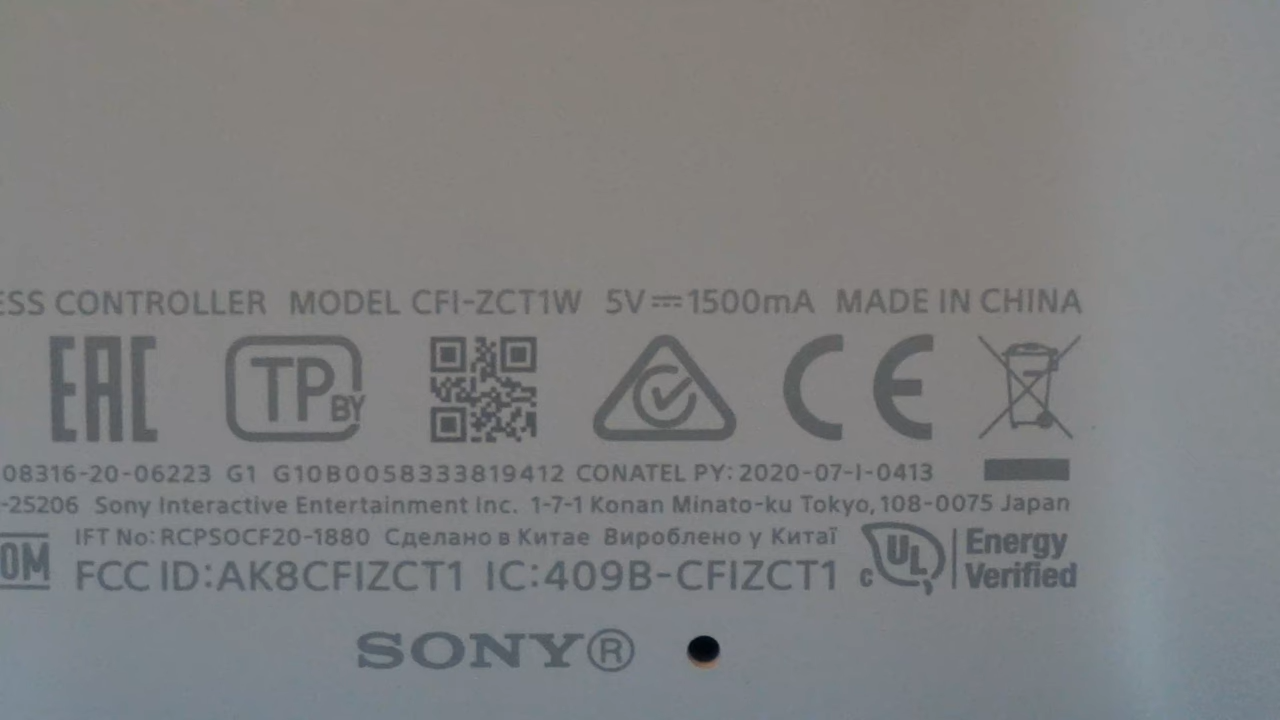 ESS CONTROLLER MODEL CFI-ZCT1W 5V⎓1500mA MADE IN CHINA
EAC TP BY CE
08316-20-06223 G1 G10B0058333819412 CONATEL PY: 2020-07-I-0413
-25206 Sony Interactive Entertainment Inc. 1-7-1 Konan Minato-ku Tokyo, 108-0075 Japan
IFT No: RCPSOCF20-1880 Сделано в Китае Вироблено у Китаї
OM FCC ID:AK8CFIZCT1 IC:409B-CFIZCT1 c UL Energy Verified
SONY®